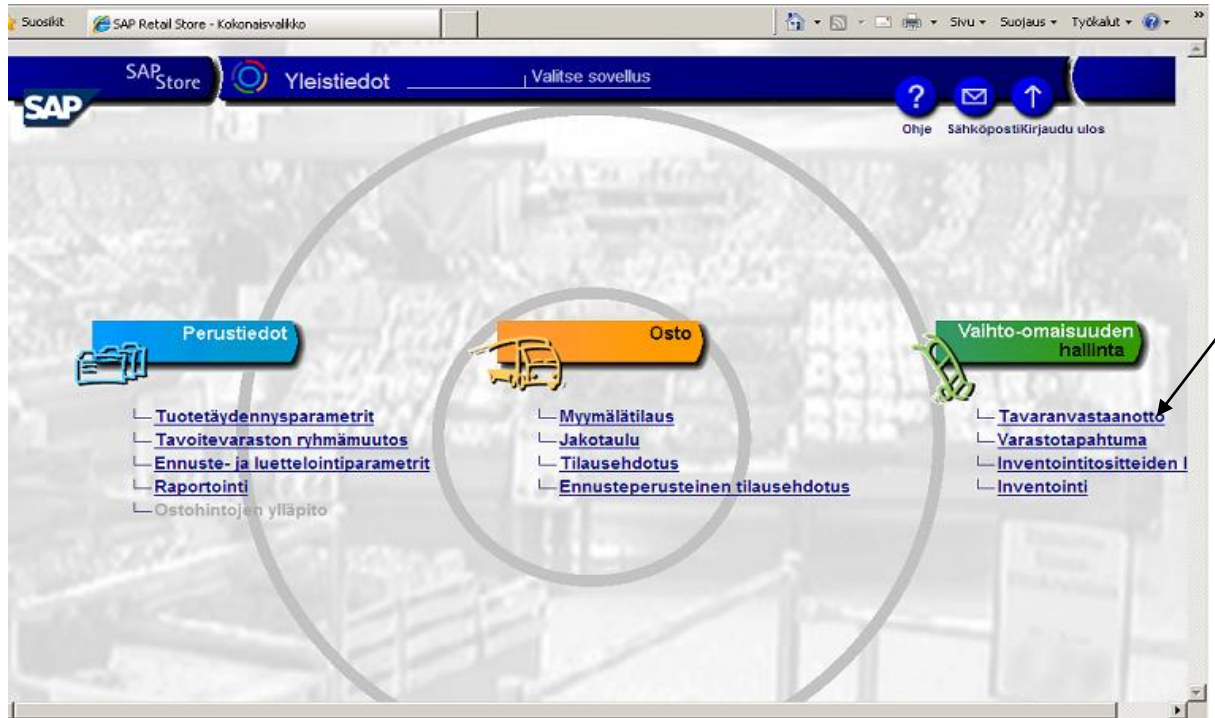 Suosikit SAP Retail Store - Kokonaisvalikko Sivu Suojaus Työkalut »
SAP Store Yleistiedot Valitse sovellus
SAP
?
Ohje Sähköposti Kirjaudu ulos
Perustiedot
Tuotetäydennysparametrit
Tavoitevaraston ryhmämuutos
Ennuste- ja luettelointiparametrit
Raportointi
Ostohintojen ylläpito
Osto
Myymälätilaus
Jakotaulu
Tilausehdotus
Ennusteperusteinen tilausehdotus
Vaihto-omaisuuden
hallinta
Tavaranvastaanotto
Varastotapahtuma
Inventointitositteiden l
Inventointi